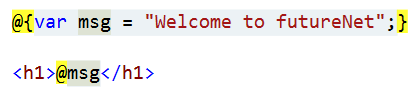 @{var msg = "Welcome to futureNet";}
<h1>@msg</h1>